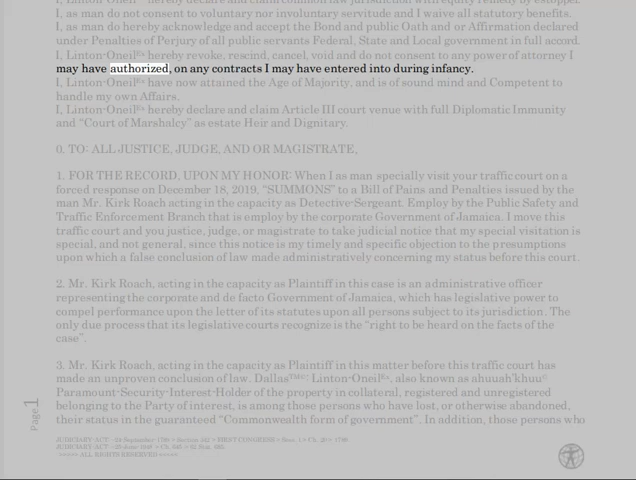 I, as man do not consent to voluntary nor involuntary servitude and I waive all statutory benefits.
I, as man do hereby acknowledge and accept the Bond and public Oath and or Affirmation declared
under Penalties of Perjury of all public servants Federal, State and Local government in full accord.
I, Linton-Oneil hereby revoke, rescind, cancel, void and do not consent to any power of attorney I
may have authorized, on any contracts I may have entered into during infancy.
I, Linton-Oneil have now attained the Age of Majority, and is of sound mind and Competent to
handle my own Affairs.
I, Linton-Oneil hereby declare and claim Article III court venue with full Diplomatic Immunity
and “Court of Marshalcy” as estate Heir and Dignitary.
0. TO: ALL JUSTICE, JUDGE, AND OR MAGISTRATE,
1. FOR THE RECORD, UPON MY HONOR: When I as man specially visit your traffic court on a
forced response on December 18, 2019, “SUMMONS” to a Bill of Pains and Penalties issued by the
man Mr. Kirk Roach acting in the capacity as Detective-Sergeant. Employ by the Public Safety and
Traffic Enforcement Branch that is employ by the corporate Government of Jamaica. I move this
traffic court and you justice, judge, or magistrate to take judicial notice that my special visitation is
special, and not general, since this notice is my timely and specific objection to the presumptions
upon which a false conclusion of law made administratively concerning my status before this court.
2. Mr. Kirk Roach, acting in the capacity as Plaintiff in this case is an administrative officer
representing the corporate and de facto Government of Jamaica, which has legislative power to
compel performance upon the letter of its statutes upon all persons subject to its jurisdiction. The
only due process that its legislative courts recognize is the “right to be heard on the facts of the
case”.
3. Mr. Kirk Roach, acting in the capacity as Plaintiff in this matter before this traffic court has
made an unproven conclusion of law. Dallas Linton-Oneil, also known as ahuuah’khuu©
Paramount-Security-Interest-Holder of the property in collateral, registered and unregistered
belonging to the Party of interest, is among those persons who have lost, or otherwise abandoned,
their status in the guaranteed “Commonwealth form of government”. In addition, those persons who
Page 1
JUDICIARY ACT
FIRST CONGRESS
JUDICIARY ACT
ALL RIGHTS RESERVED